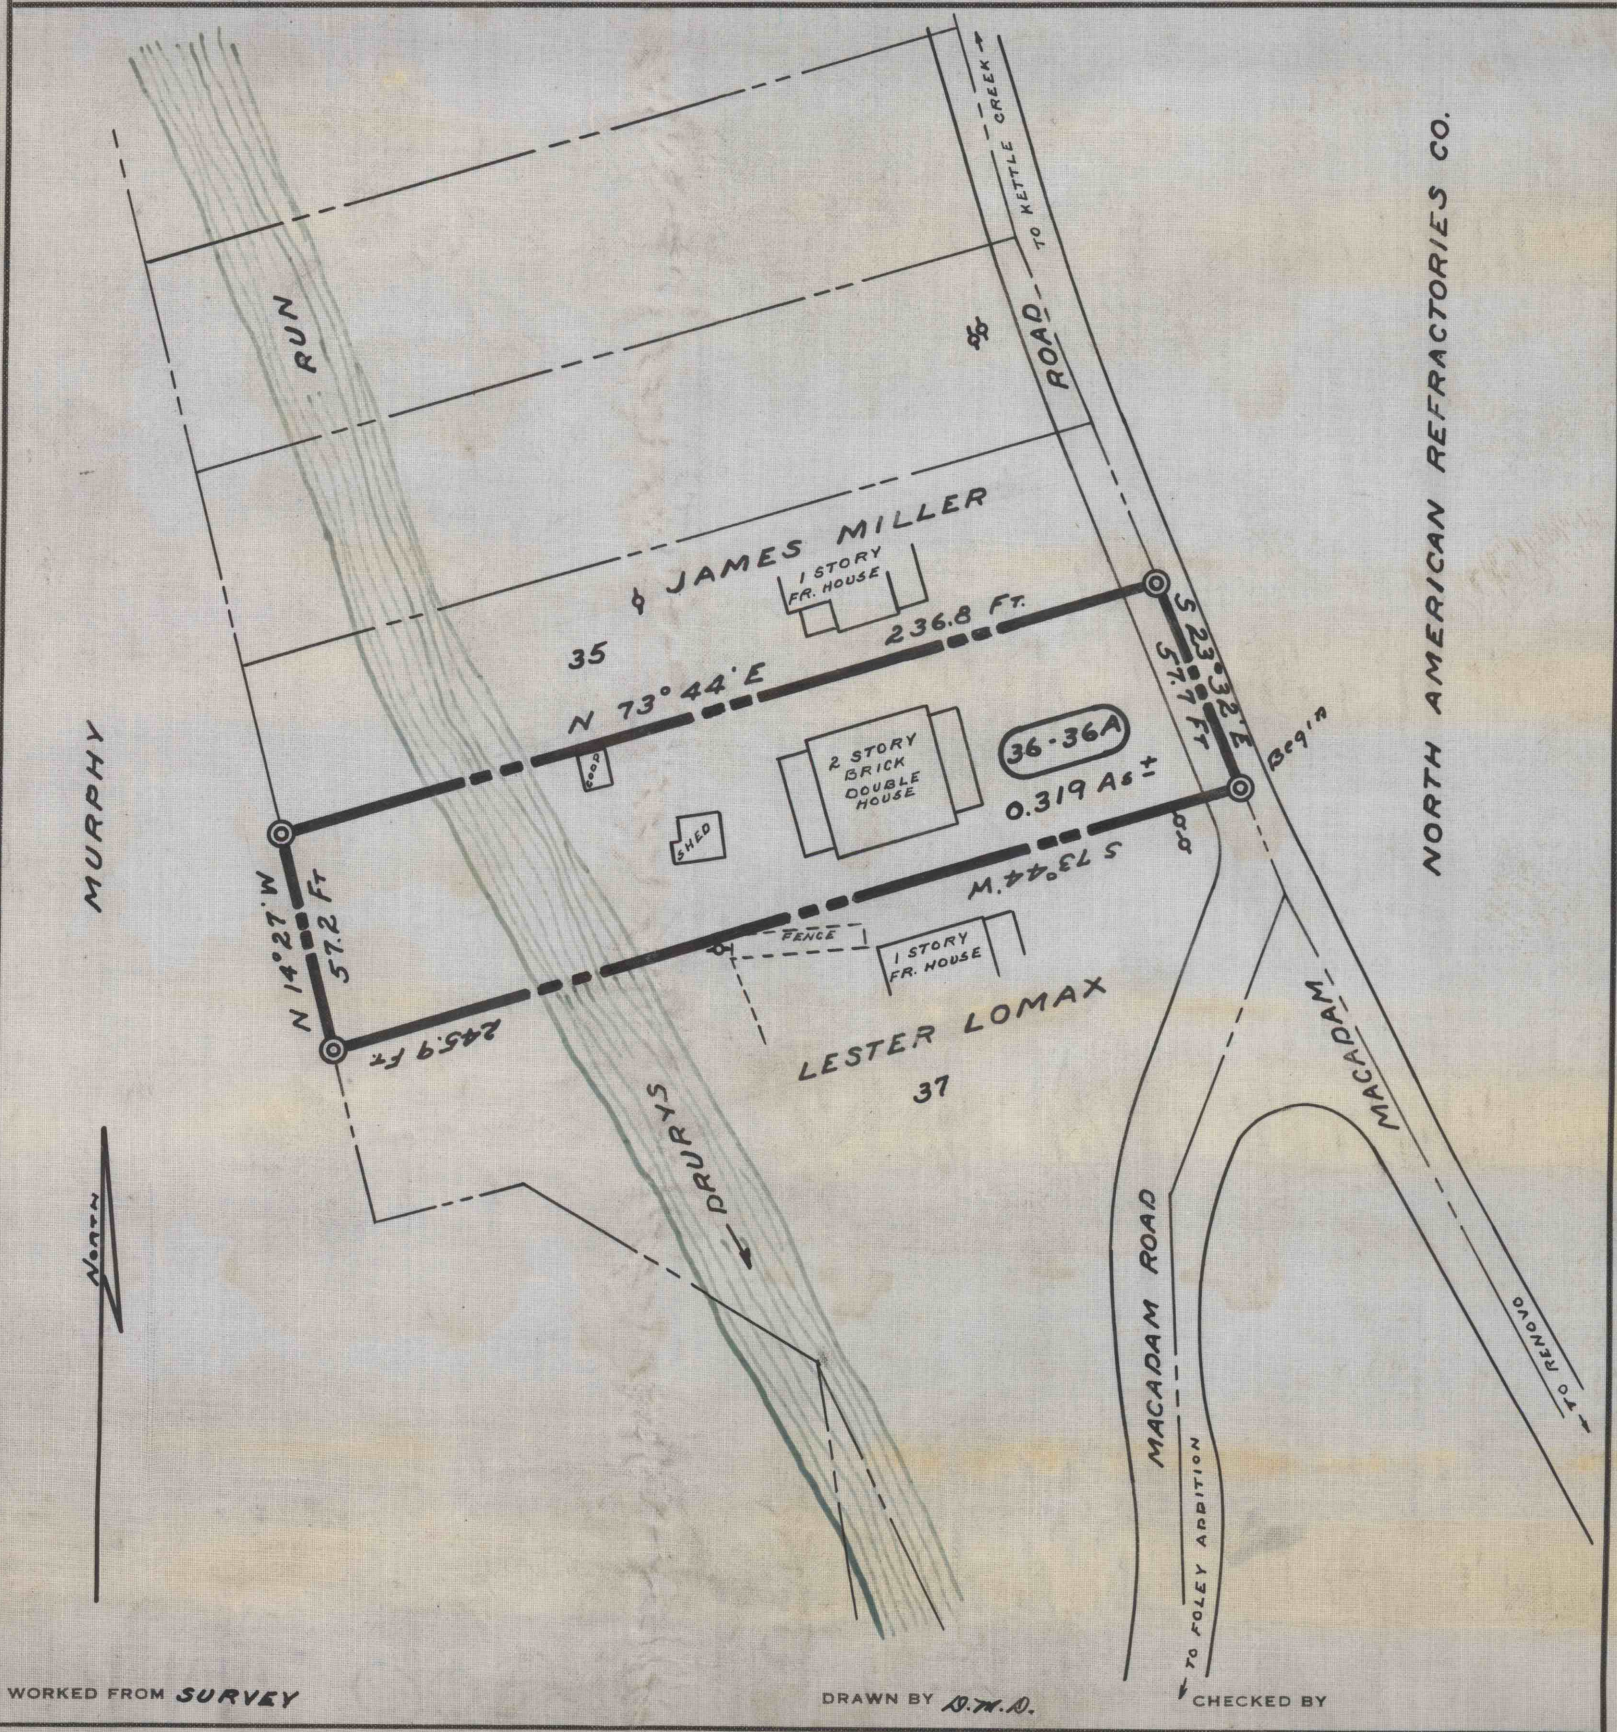 TO KETTLE CREEK
ROAD
NORTH AMERICAN REFRACTORIES CO.
RUN
JAMES MILLER
1 STORY
FR. HOUSE
35
236.8 FT.
N 73° 44' E
S 23° 32' E
57.7 FT
Begin
COOP
2 STORY
BRICK
DOUBLE
HOUSE
36-36A
0.319 As ±
SHED
S 73° 44' W
245.9 FT.
MURPHY
N 14° 27' W
57.2 FT
FENCE
1 STORY
FR. HOUSE
LESTER LOMAX
37
DRURYS
MACADAM
NORTH
MACADAM ROAD
TO RENOVO
TO FOLEY ADDITION
WORKED FROM SURVEY
DRAWN BY D.M.D.
CHECKED BY